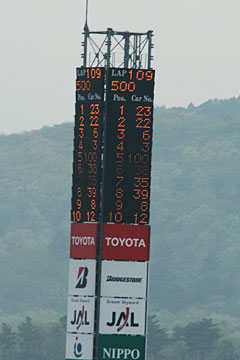 LAP 109
500
Pos. Car No.
1 23
2 22
3 6
4 3
5 100
6 38
7 35
8 39
9 8
10 12
LAP 109
500
Pos. Car No.
1 23
2 22
3 6
4 3
5 100
6
7 35
8 39
9 8
10 12
TOYOTA
TOYOTA
BRIDGESTONE
Dream Skyward
JAL
Dream Skyward
JAL
NIPPO